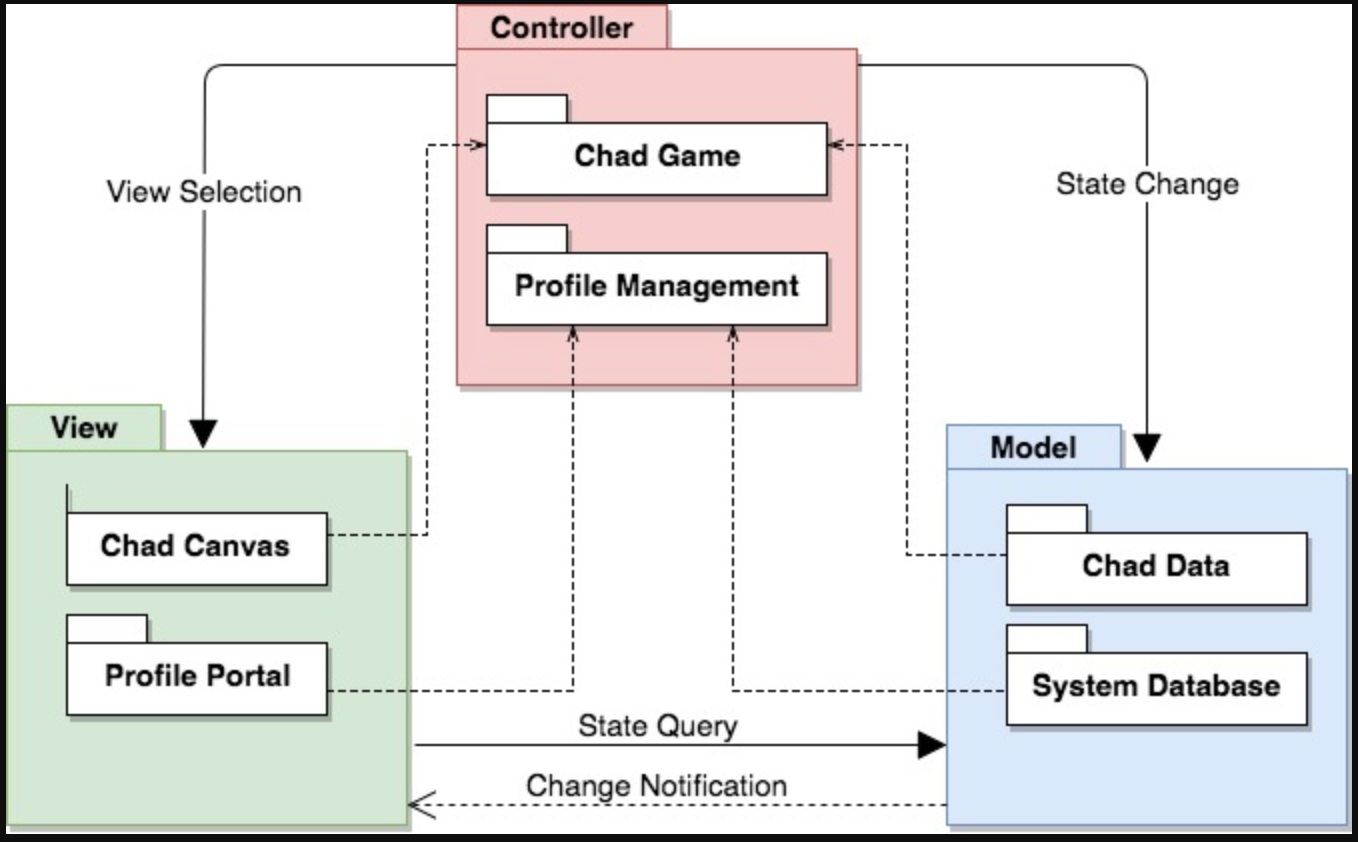 Controller
Chad Game
View Selection
State Change
Profile Management
View
Model
Chad Canvas
Chad Data
Profile Portal
System Database
State Query
Change Notification